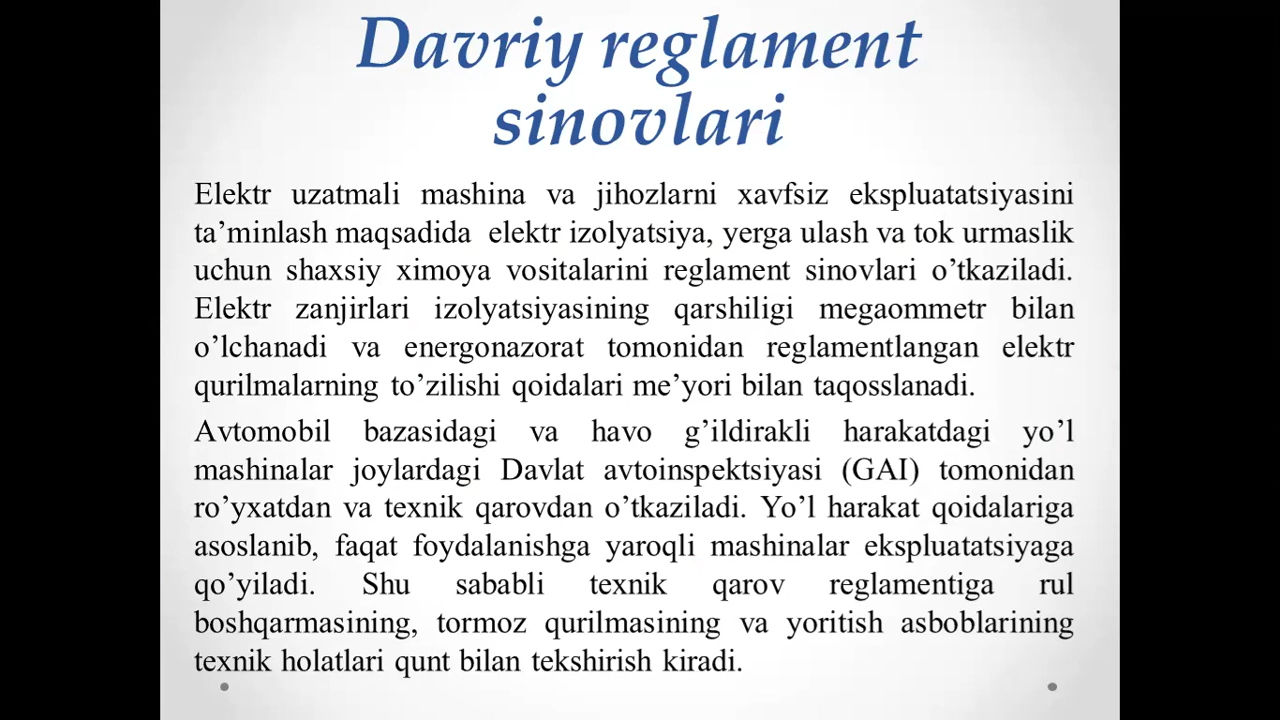 Davriy reglament
sinovlari
Elektr uzatmali mashina va jihozlarni xavfsiz ekspluatatsiyasini
ta’minlash maqsadida elektr izolyatsiya, yerga ulash va tok urmaslik
uchun shaxsiy ximoya vositalarini reglament sinovlari o’tkaziladi.
Elektr zanjirlari izolyatsiyasining qarshiligi megaommetr bilan
o’lchanadi va energonazorat tomonidan reglamentlangan elektr
qurilmalarning to’zilishi qoidalari me’yori bilan taqosslanadi.
Avtomobil bazasidagi va havo g’ildirakli harakatdagi yo’l
mashinalar joylardagi Davlat avtoinspektsiyasi (GAI) tomonidan
ro’yxatdan va texnik qarovdan o’tkaziladi. Yo’l harakat qoidalariga
asoslanib, faqat foydalanishga yaroqli mashinalar ekspluatatsiyaga
qo’yiladi. Shu sababli texnik qarov reglamentiga rul
boshqarmasining, tormoz qurilmasining va yoritish asboblarining
texnik holatlari qunt bilan tekshirish kiradi.